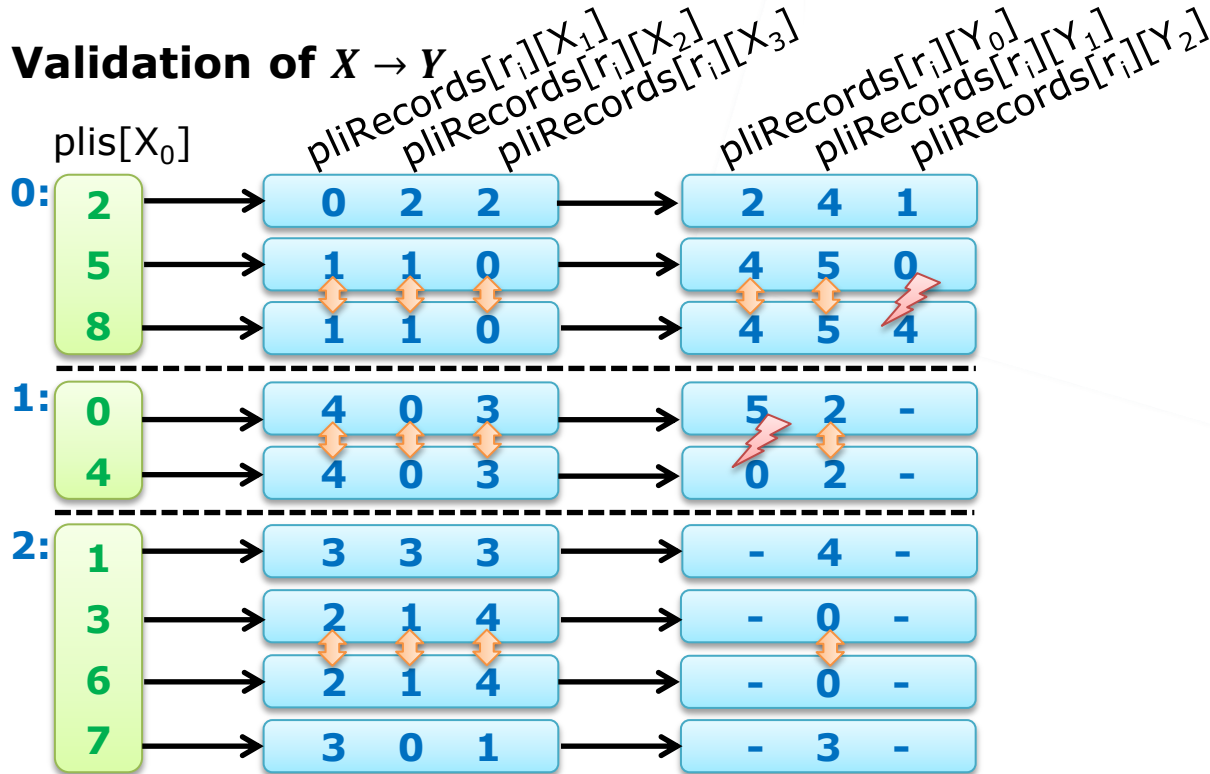 Validation of X → Y
plis[X₀]
pliRecords[rᵢ][X₁]
pliRecords[rᵢ][X₂]
pliRecords[rᵢ][X₃]
pliRecords[rᵢ][Y₀]
pliRecords[rᵢ][Y₁]
pliRecords[rᵢ][Y₂]
0: 2 0 2 2 2 4 1
5 1 1 0 4 5 0
8 1 1 0 4 5 4
1: 0 4 0 3 5 2 -
4 4 0 3 0 2 -
2: 1 3 3 3 - 4 -
3 2 1 4 - 0 -
6 2 1 4 - 0 -
7 3 0 1 - 3 -